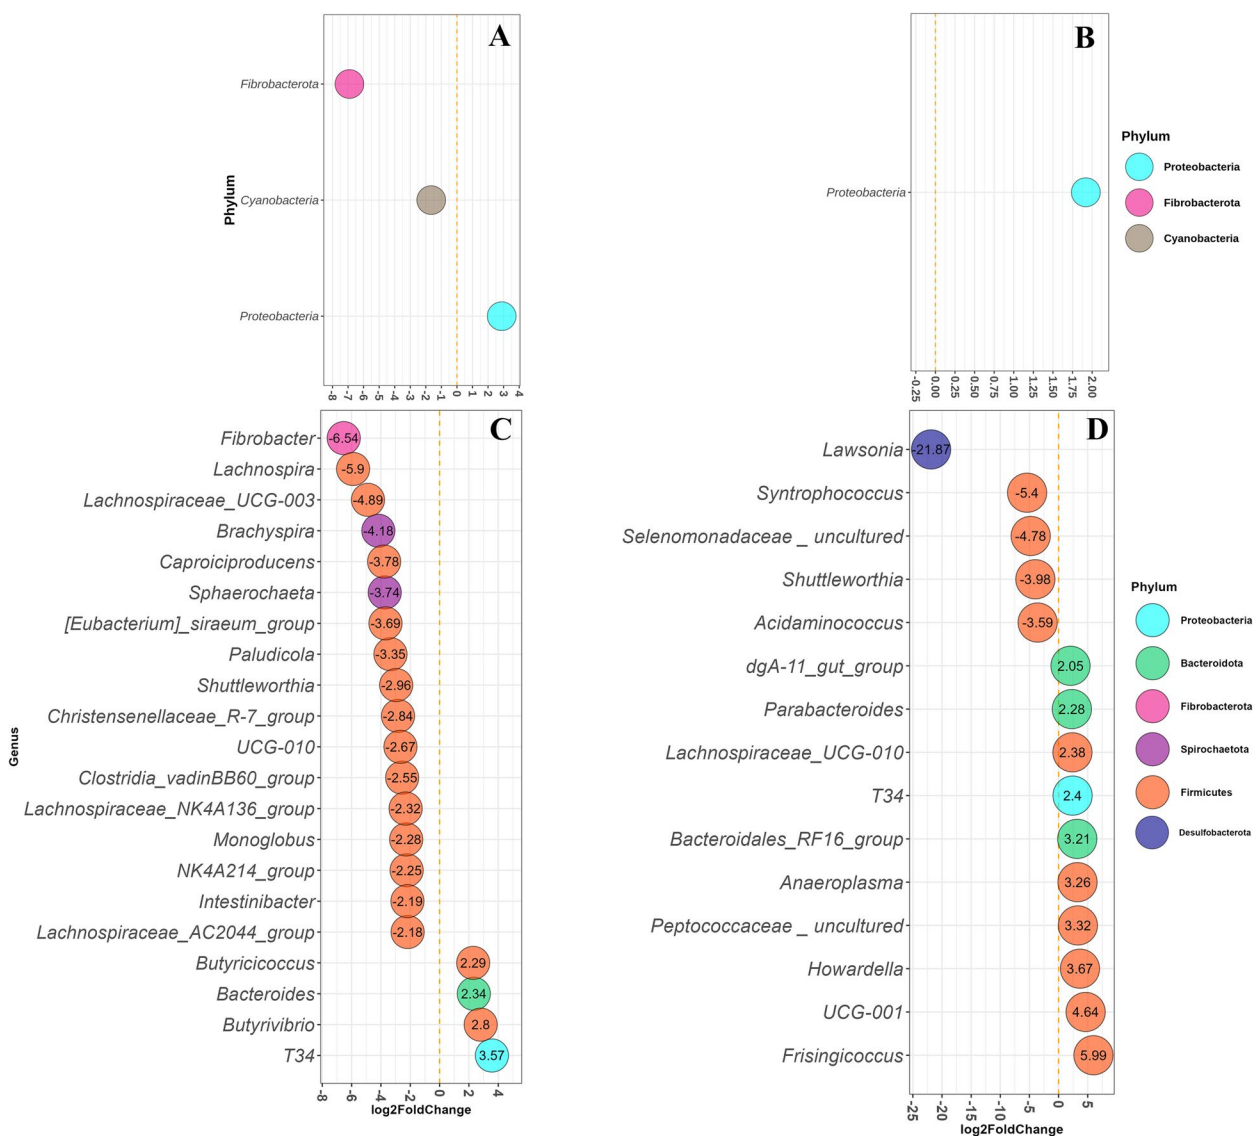 A
Phylum
Fibrobacterota
Cyanobacteria
Proteobacteria
-8 -7 -6 -5 -4 -3 -2 -1 0 1 2 3 4
B
Proteobacteria
-0.25 0.00 0.25 0.50 0.75 1.00 1.25 1.50 1.75 2.00
Phylum
Proteobacteria
Fibrobacterota
Cyanobacteria
C
Genus
Fibrobacter -6.54
Lachnospira -5.9
Lachnospiraceae_UCG-003 -4.89
Brachyspira -4.18
Caproiciproducens -3.78
Sphaerochaeta -3.74
[Eubacterium]_siraeum_group -3.69
Paludicola -3.35
Shuttleworthia -2.96
Christensenellaceae_R-7_group -2.84
UCG-010 -2.67
Clostridia_vadinBB60_group -2.55
Lachnospiraceae_NK4A136_group -2.32
Monoglobus -2.28
NK4A214_group -2.25
Intestinibacter -2.19
Lachnospiraceae_AC2044_group -2.18
Butyricicoccus 2.29
Bacteroides 2.34
Butyrivibrio 2.8
T34 3.57
-8 -6 -4 -2 0 2 4
log2FoldChange
D
Lawsonia -21.87
Syntrophococcus -5.4
Selenomonadaceae _ uncultured -4.78
Shuttleworthia -3.98
Acidaminococcus -3.59
dgA-11_gut_group 2.05
Parabacteroides 2.28
Lachnospiraceae_UCG-010 2.38
T34 2.4
Bacteroidales_RF16_group 3.21
Anaeroplasma 3.26
Peptococcaceae _ uncultured 3.32
Howardella 3.67
UCG-001 4.64
Frisingicoccus 5.99
-25 -20 -15 -10 -5 0 5
log2FoldChange
Phylum
Proteobacteria
Bacteroidota
Fibrobacterota
Spirochaetota
Firmicutes
Desulfobacterota